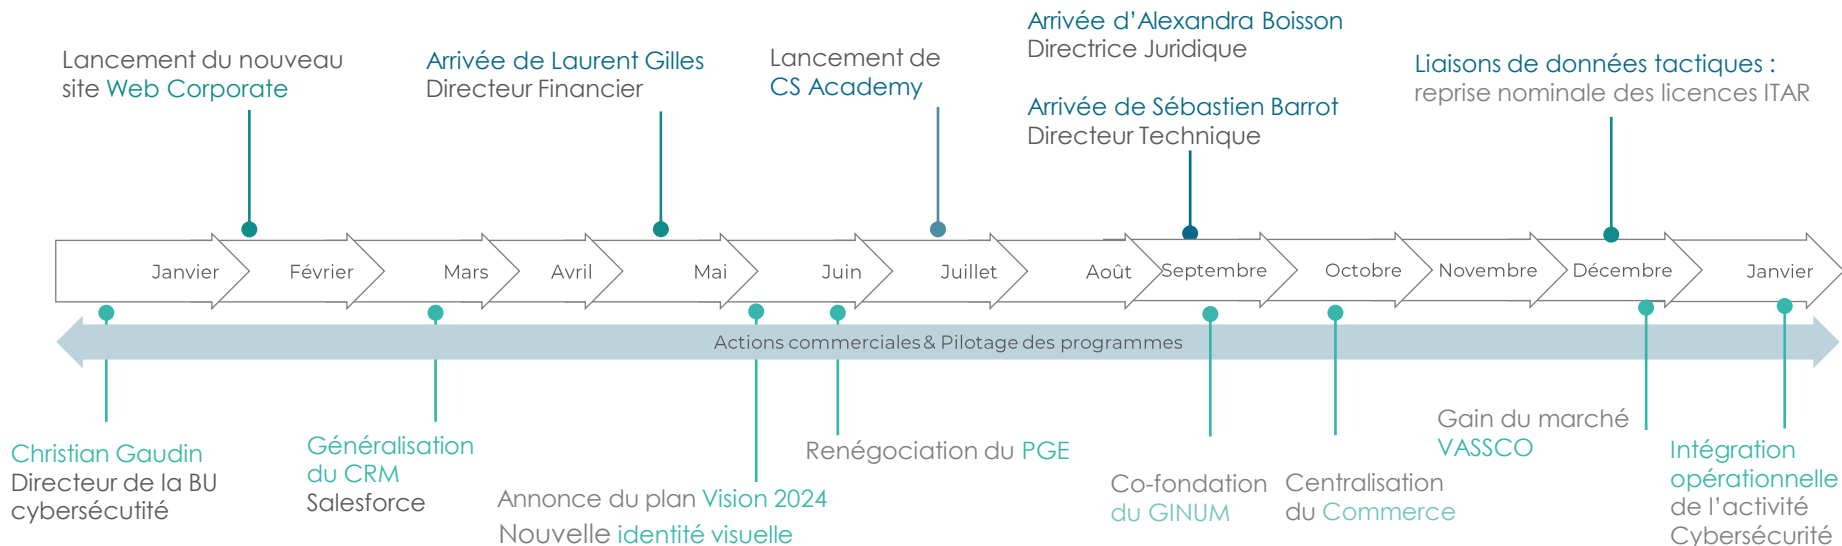 Lancement du nouveau
site Web Corporate
Arrivée de Laurent Gilles
Directeur Financier
Lancement de
CS Academy
Arrivée d’Alexandra Boisson
Directrice Juridique
Arrivée de Sébastien Barrot
Directeur Technique
Liaisons de données tactiques :
reprise nominale des licences ITAR
Janvier
Février
Mars
Avril
Mai
Juin
Juillet
Août
Septembre
Octobre
Novembre
Décembre
Janvier
Actions commerciales & Pilotage des programmes
Christian Gaudin
Directeur de la BU
cybersécutité
Généralisation
du CRM
Salesforce
Annonce du plan Vision 2024
Nouvelle identité visuelle
Renégociation du PGE
Co-fondation
du GINUM
Centralisation
du Commerce
Gain du marché
VASSCO
Intégration
opérationnelle
de l’activité
Cybersécurité